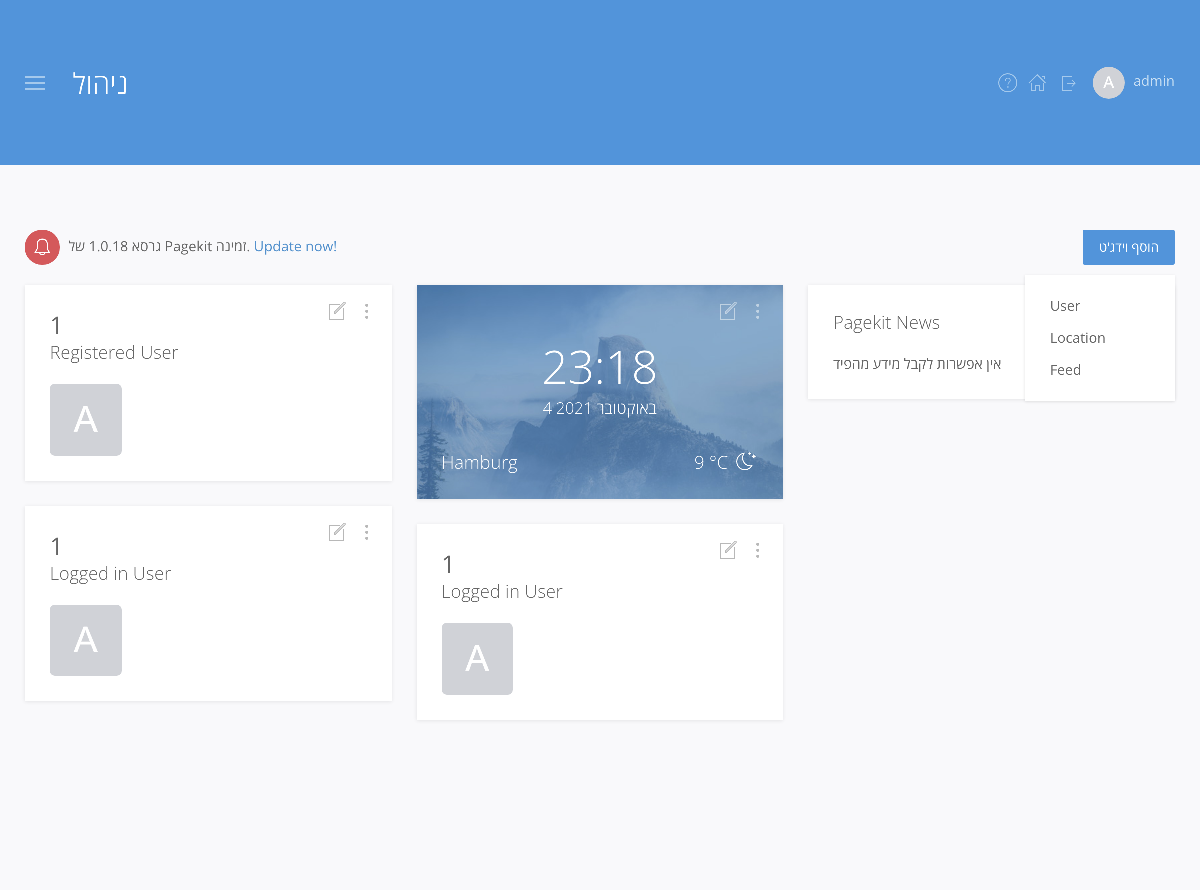 ניהול
A admin
גרסא 1.0.18 של Pagekit זמינה. Update now!
הוסף וידג'ט
1
Registered User
A
1
Logged in User
A
23:18
4 באוקטובר 2021
Hamburg
9 °C
1
Logged in User
A
Pagekit News
אין אפשרות לקבל מידע מהפיד
User
Location
Feed